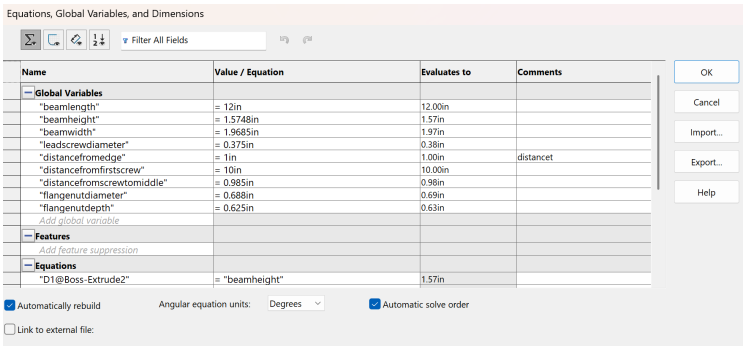 Equations, Global Variables, and Dimensions
Filter All Fields
Name Value / Equation Evaluates to Comments
Global Variables
"beamlength" = 12in 12.00in
"beamheight" = 1.5748in 1.57in
"beamwidth" = 1.9685in 1.97in
"leadscrewdiameter" = 0.375in 0.38in
"distancefromedge" = 1in 1.00in distancet
"distancefromfirstscrew" = 10in 10.00in
"distancefromscrewtomiddle" = 0.985in 0.98in
"flangenutdiameter" = 0.688in 0.69in
"flangenutdepth" = 0.625in 0.63in
Add global variable
Features
Add feature suppression
Equations
"D1@Boss-Extrude2" = "beamheight" 1.57in
OK
Cancel
Import...
Export...
Help
Automatically rebuild Angular equation units: Degrees Automatic solve order
Link to external file: